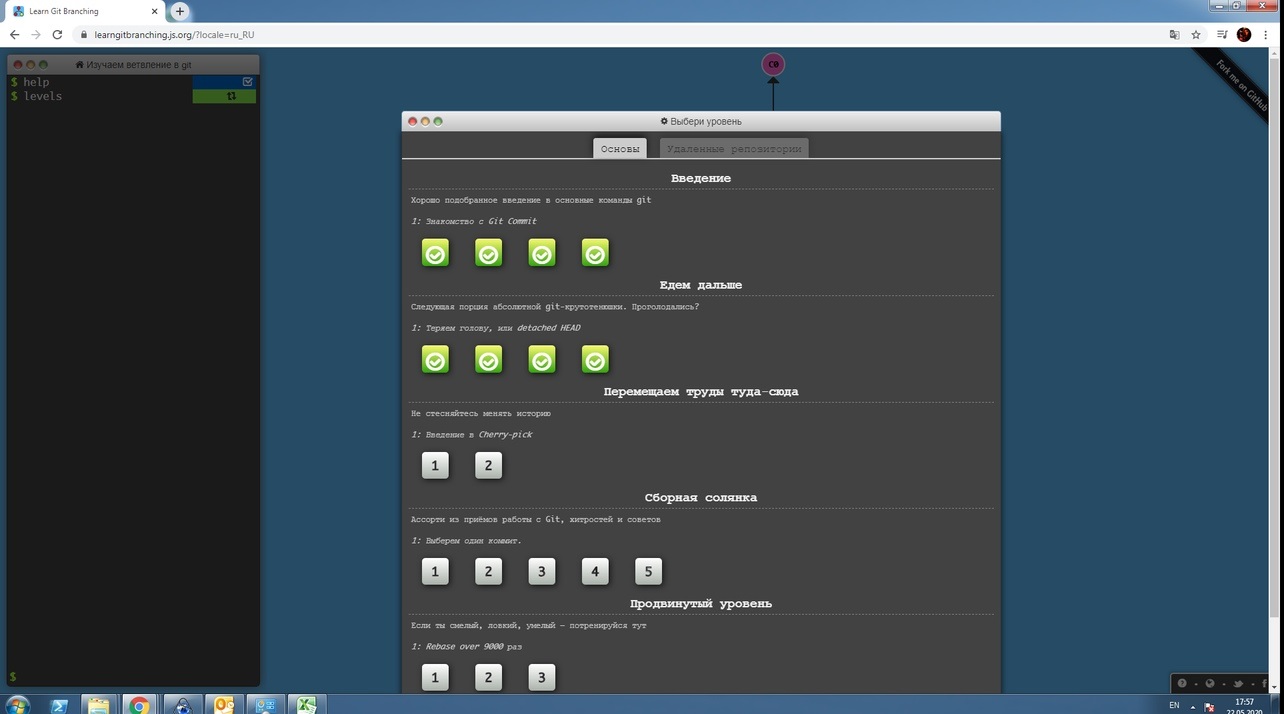 Learn Git Branching
learngitbranching.js.org/?locale=ru_RU
Изучаем ветвление в git
$ help
$ levels
C0
Fork me on GitHub
Выбери уровень
Основы
Удаленные репозитории
Введение
Хорошо подобранное введение в основные команды git
1: Знакомство с Git Commit
Едем дальше
Следующая порция абсолютной git-крутотенюшки. Проголодались?
1: Теряем голову, или detached HEAD
Перемещаем труды туда-сюда
Не стесняйтесь менять историю
1: Введение в Cherry-pick
1 2
Сборная солянка
Ассорти из приёмов работы с Git, хитростей и советов
1: Выберем один коммит.
1 2 3 4 5
Продвинутый уровень
Если ты смелый, ловкий, умелый - потренируйся тут
1: Rebase over 9000 раз
1 2 3
$
EN
17:57
22.05.2020